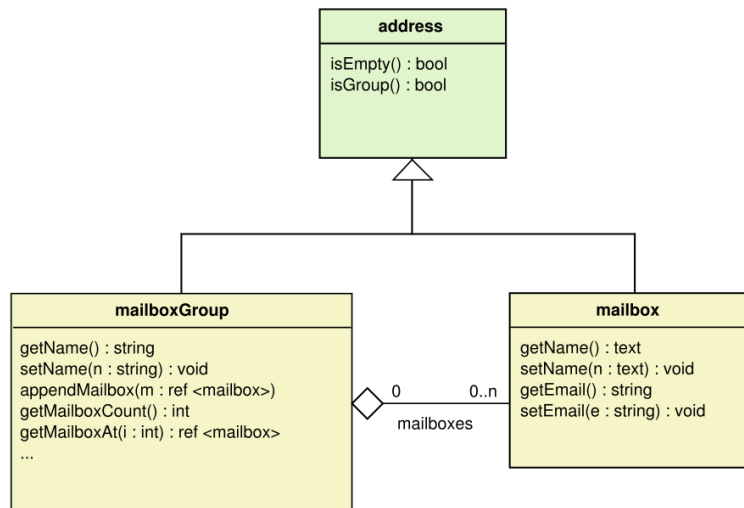 address
isEmpty() : bool
isGroup() : bool
mailboxGroup
getName() : string
setName(n : string) : void
appendMailbox(m : ref <mailbox>)
getMailboxCount() : int
getMailboxAt(i : int) : ref <mailbox>
...
0
0..n
mailboxes
mailbox
getName() : text
setName(n : text) : void
getEmail() : string
setEmail(e : string) : void